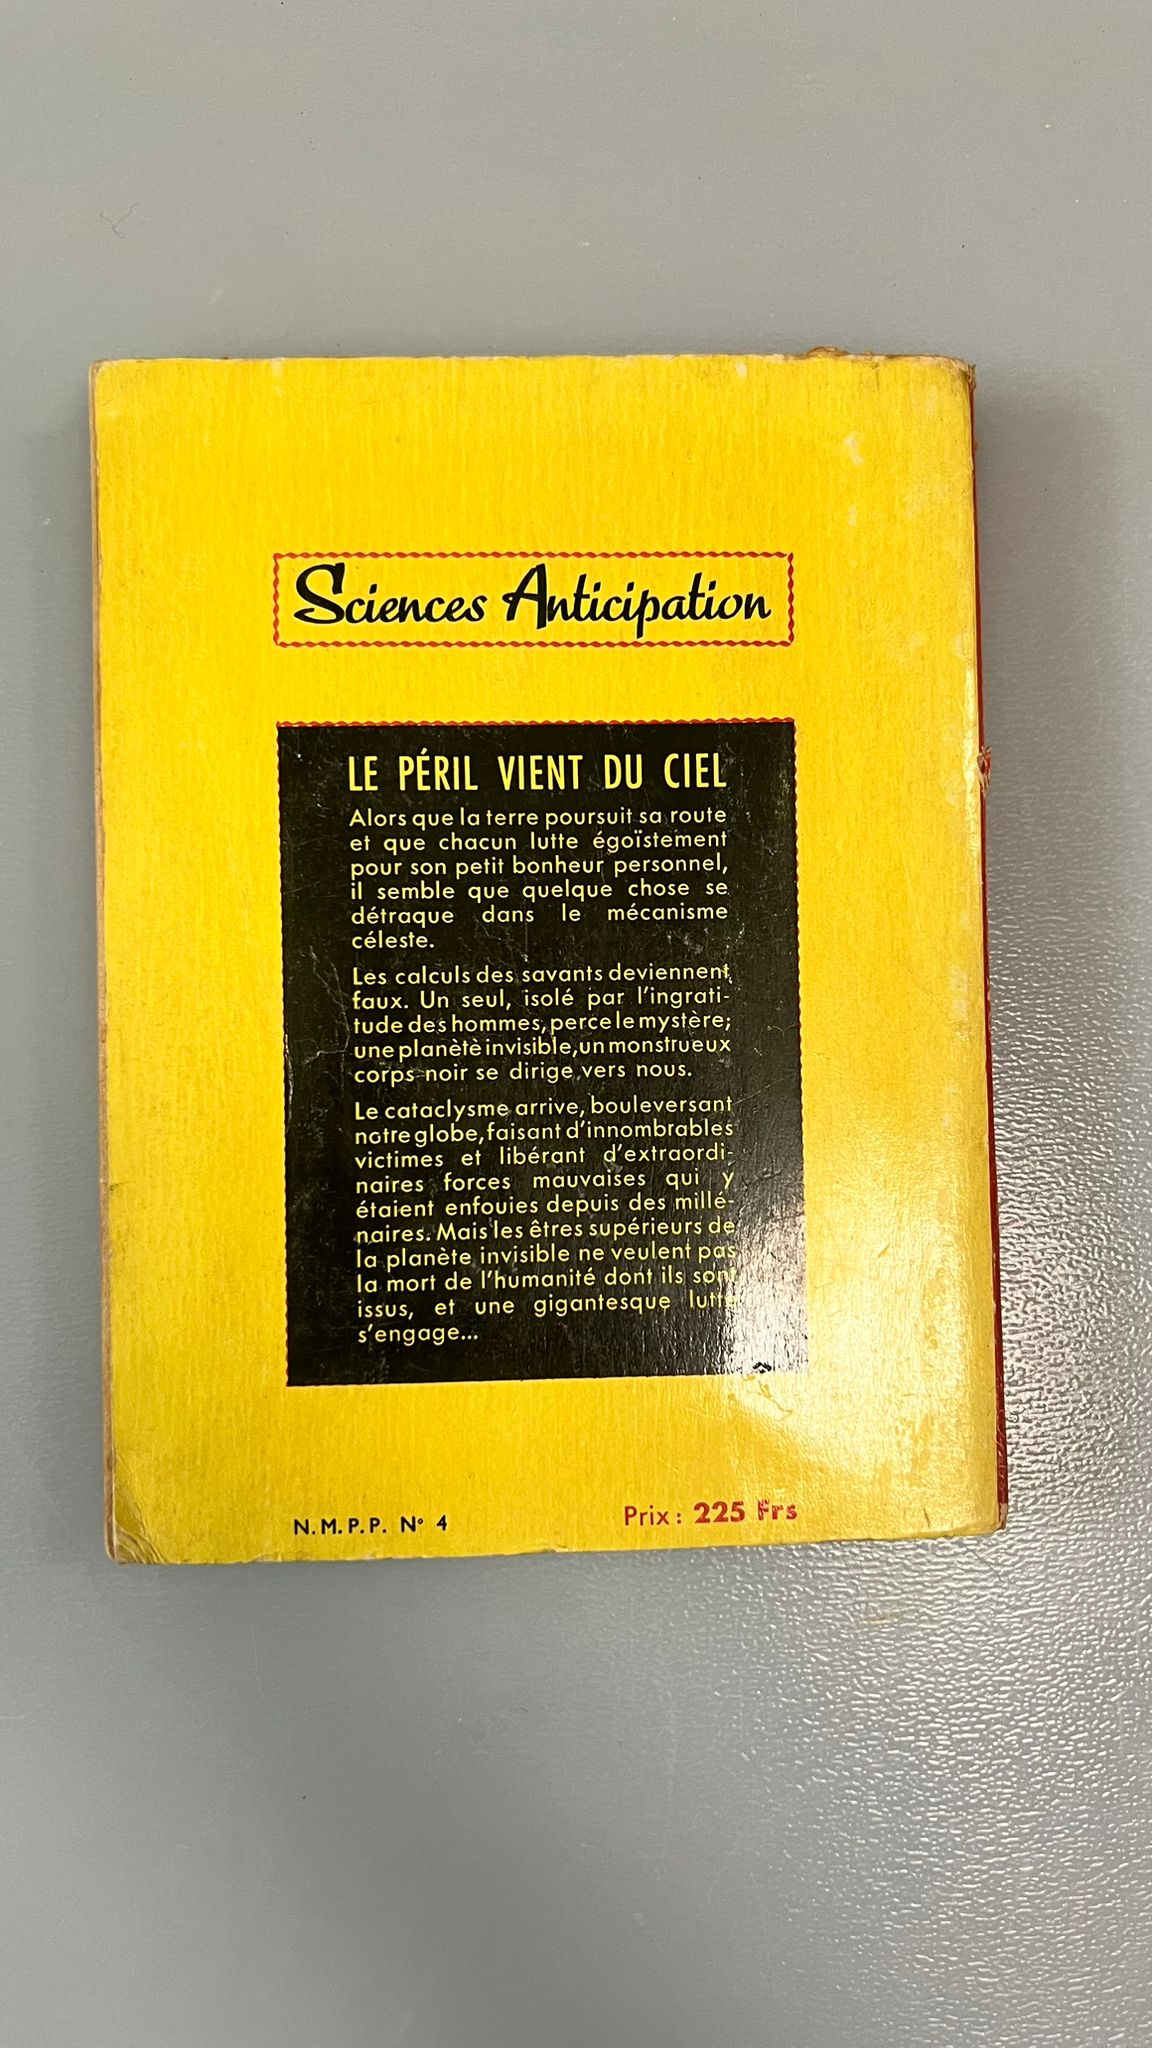 Sciences Anticipation
LE PÉRIL VIENT DU CIEL
Alors que la terre poursuit sa route
et que chacun lutte égoïstement
pour son petit bonheur personnel,
il semble que quelque chose se
détraque dans le mécanisme
céleste.
Les calculs des savants deviennent
faux. Un seul, isolé par l'ingrati-
tude des hommes, perce le mystère;
une planètè invisible, un monstrueux
corps noir se dirige vers nous.
Le cataclysme arrive, bouleversant
notre globe, faisant d'innombrables
victimes et libérant d'extraordi-
naires forces mauvaises qui y
étaient enfouies depuis des millé-
naires. Mais les êtres supérieurs de
la planète invisible ne veulent pas
la mort de l'humanité dont ils sont
issus, et une gigantesque lutte
s'engage...
N.M.P.P. N° 4
Prix : 225 Frs